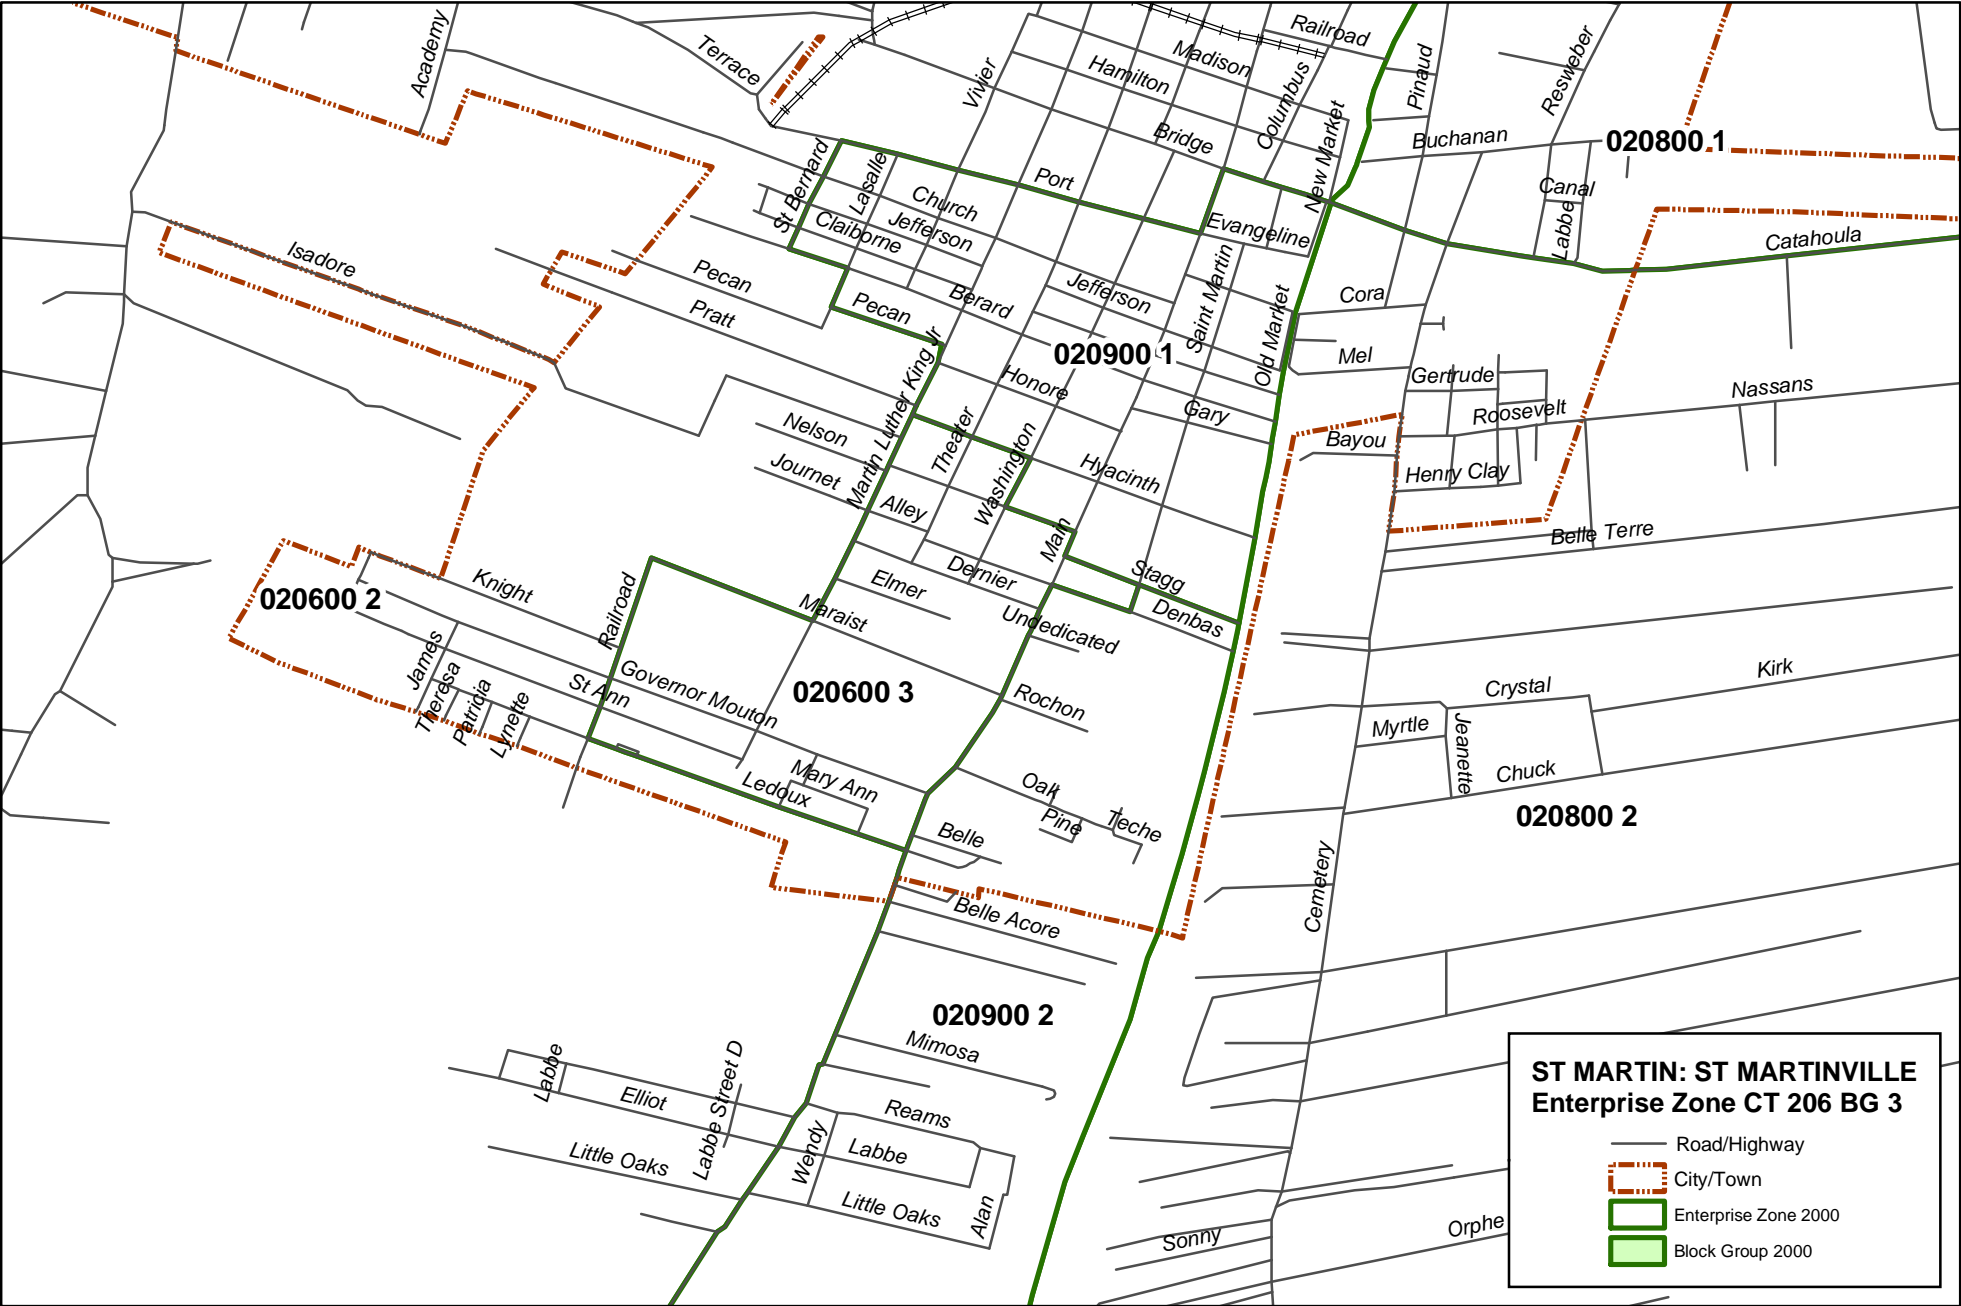 Railroad
Academy
Terrace
Madison
Pinaud
Resweber
Vivier
Hamilton
Columbus
Bridge
New Market
Buchanan
020800 1
St Bernard
Lasalle
Port
Canal
Labbe
Church
Jefferson
Claiborne
Evangeline
Catahoula
Isadore
Pecan
Pratt
Pecan
Berard
Jefferson
Saint Martin
Old Market
Cora
Mel
020900 1
Martin Luther King Jr
Honore
Gertrude
Nassans
Gary
Roosevelt
Nelson
Theater
Washington
Bayou
Journet
Hyacinth
Henry Clay
Alley
Main
Belle Terre
Knight
Dernier
Stagg
020600 2
Elmer
Railroad
Maraist
Undedicated
Denbas
James
Theresa
Patricia
Lynette
St Ann
Governor Mouton
020600 3
Rochon
Crystal
Kirk
Myrtle
Jeanette
Chuck
Mary Ann
Ledoux
Oak
Pine
Teche
020800 2
Belle
Cemetery
Belle Acore
020900 2
Mimosa
Labbe
Elliot
Labbe Street D
Reams
Wendy
Labbe
Little Oaks
Little Oaks
Alan
Sonny
Orphe
ST MARTIN: ST MARTINVILLE
Enterprise Zone CT 206 BG 3
Road/Highway
City/Town
Enterprise Zone 2000
Block Group 2000